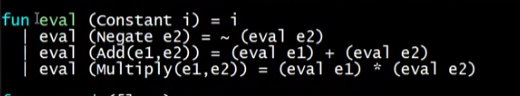 fun eval (Constant i) = i
  | eval (Negate e2) = ~ (eval e2)
  | eval (Add(e1,e2)) = (eval e1) + (eval e2)
  | eval (Multiply(e1,e2)) = (eval e1) * (eval e2)